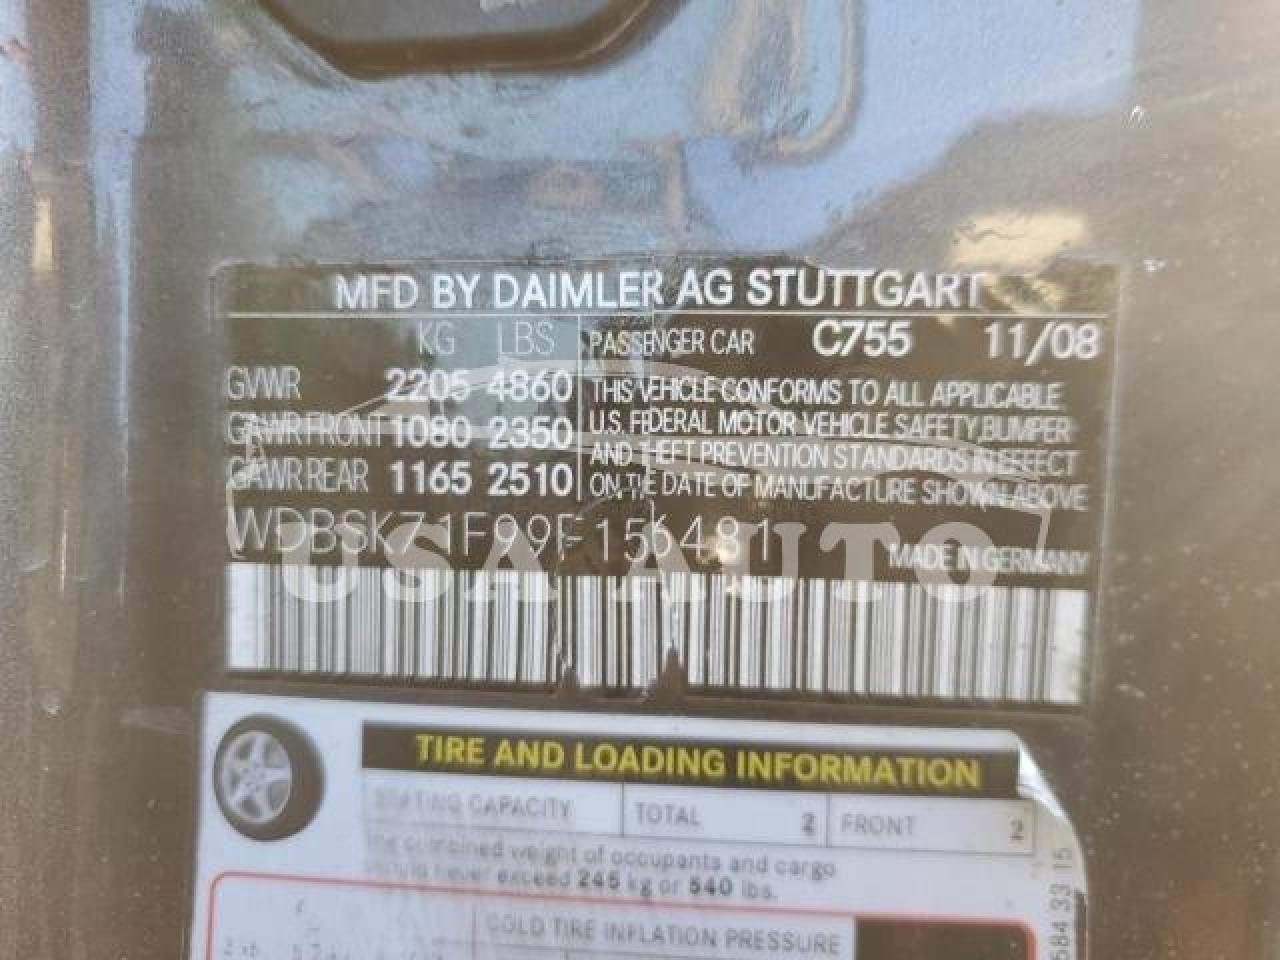 MFD BY DAIMLER AG STUTTGART
KG LBS PASSENGER CAR C755 11/08
GVWR 2205 4860
GAWR FRONT 1080 2350
GAWR REAR 1165 2510
THIS VEHICLE CONFORMS TO ALL APPLICABLE
U.S. FEDERAL MOTOR VEHICLE SAFETY, BUMPER
AND THEFT PREVENTION STANDARDS IN EFFECT
ON THE DATE OF MANUFACTURE SHOWN ABOVE
WDBSK71F99F156481
MADE IN GERMANY
USA AUTO
TIRE AND LOADING INFORMATION
SEATING CAPACITY TOTAL 2 FRONT 2
The combined weight of occupants and cargo
should never exceed 245 kg or 540 lbs.
COLD TIRE INFLATION PRESSURE
584 33 15